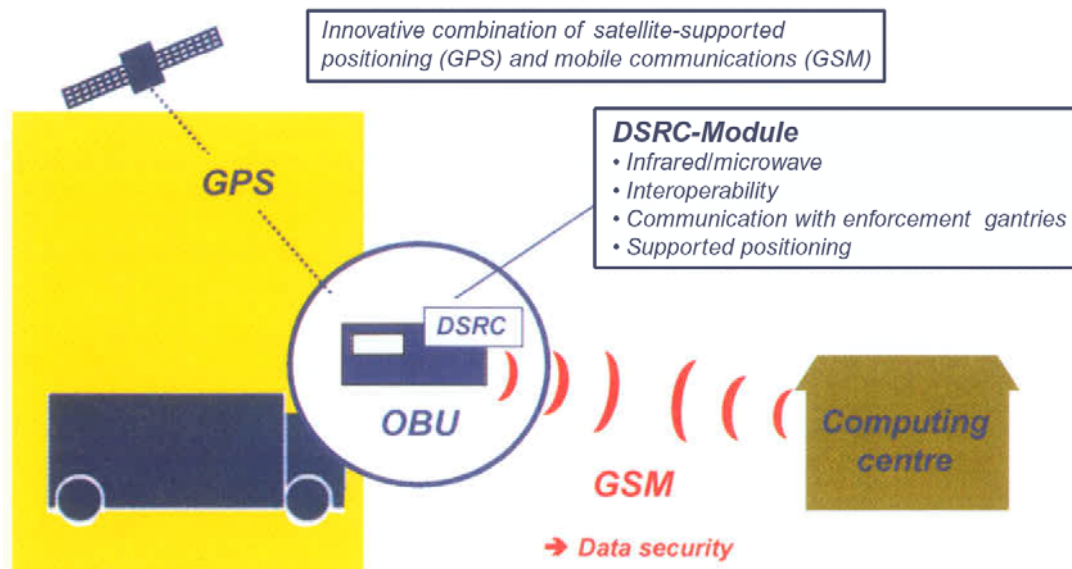 Innovative combination of satellite-supported
positioning (GPS) and mobile communications (GSM)
DSRC-Module
• Infrared/microwave
• Interoperability
• Communication with enforcement gantries
• Supported positioning
GPS
DSRC
OBU
Computing
centre
GSM
➔ Data security